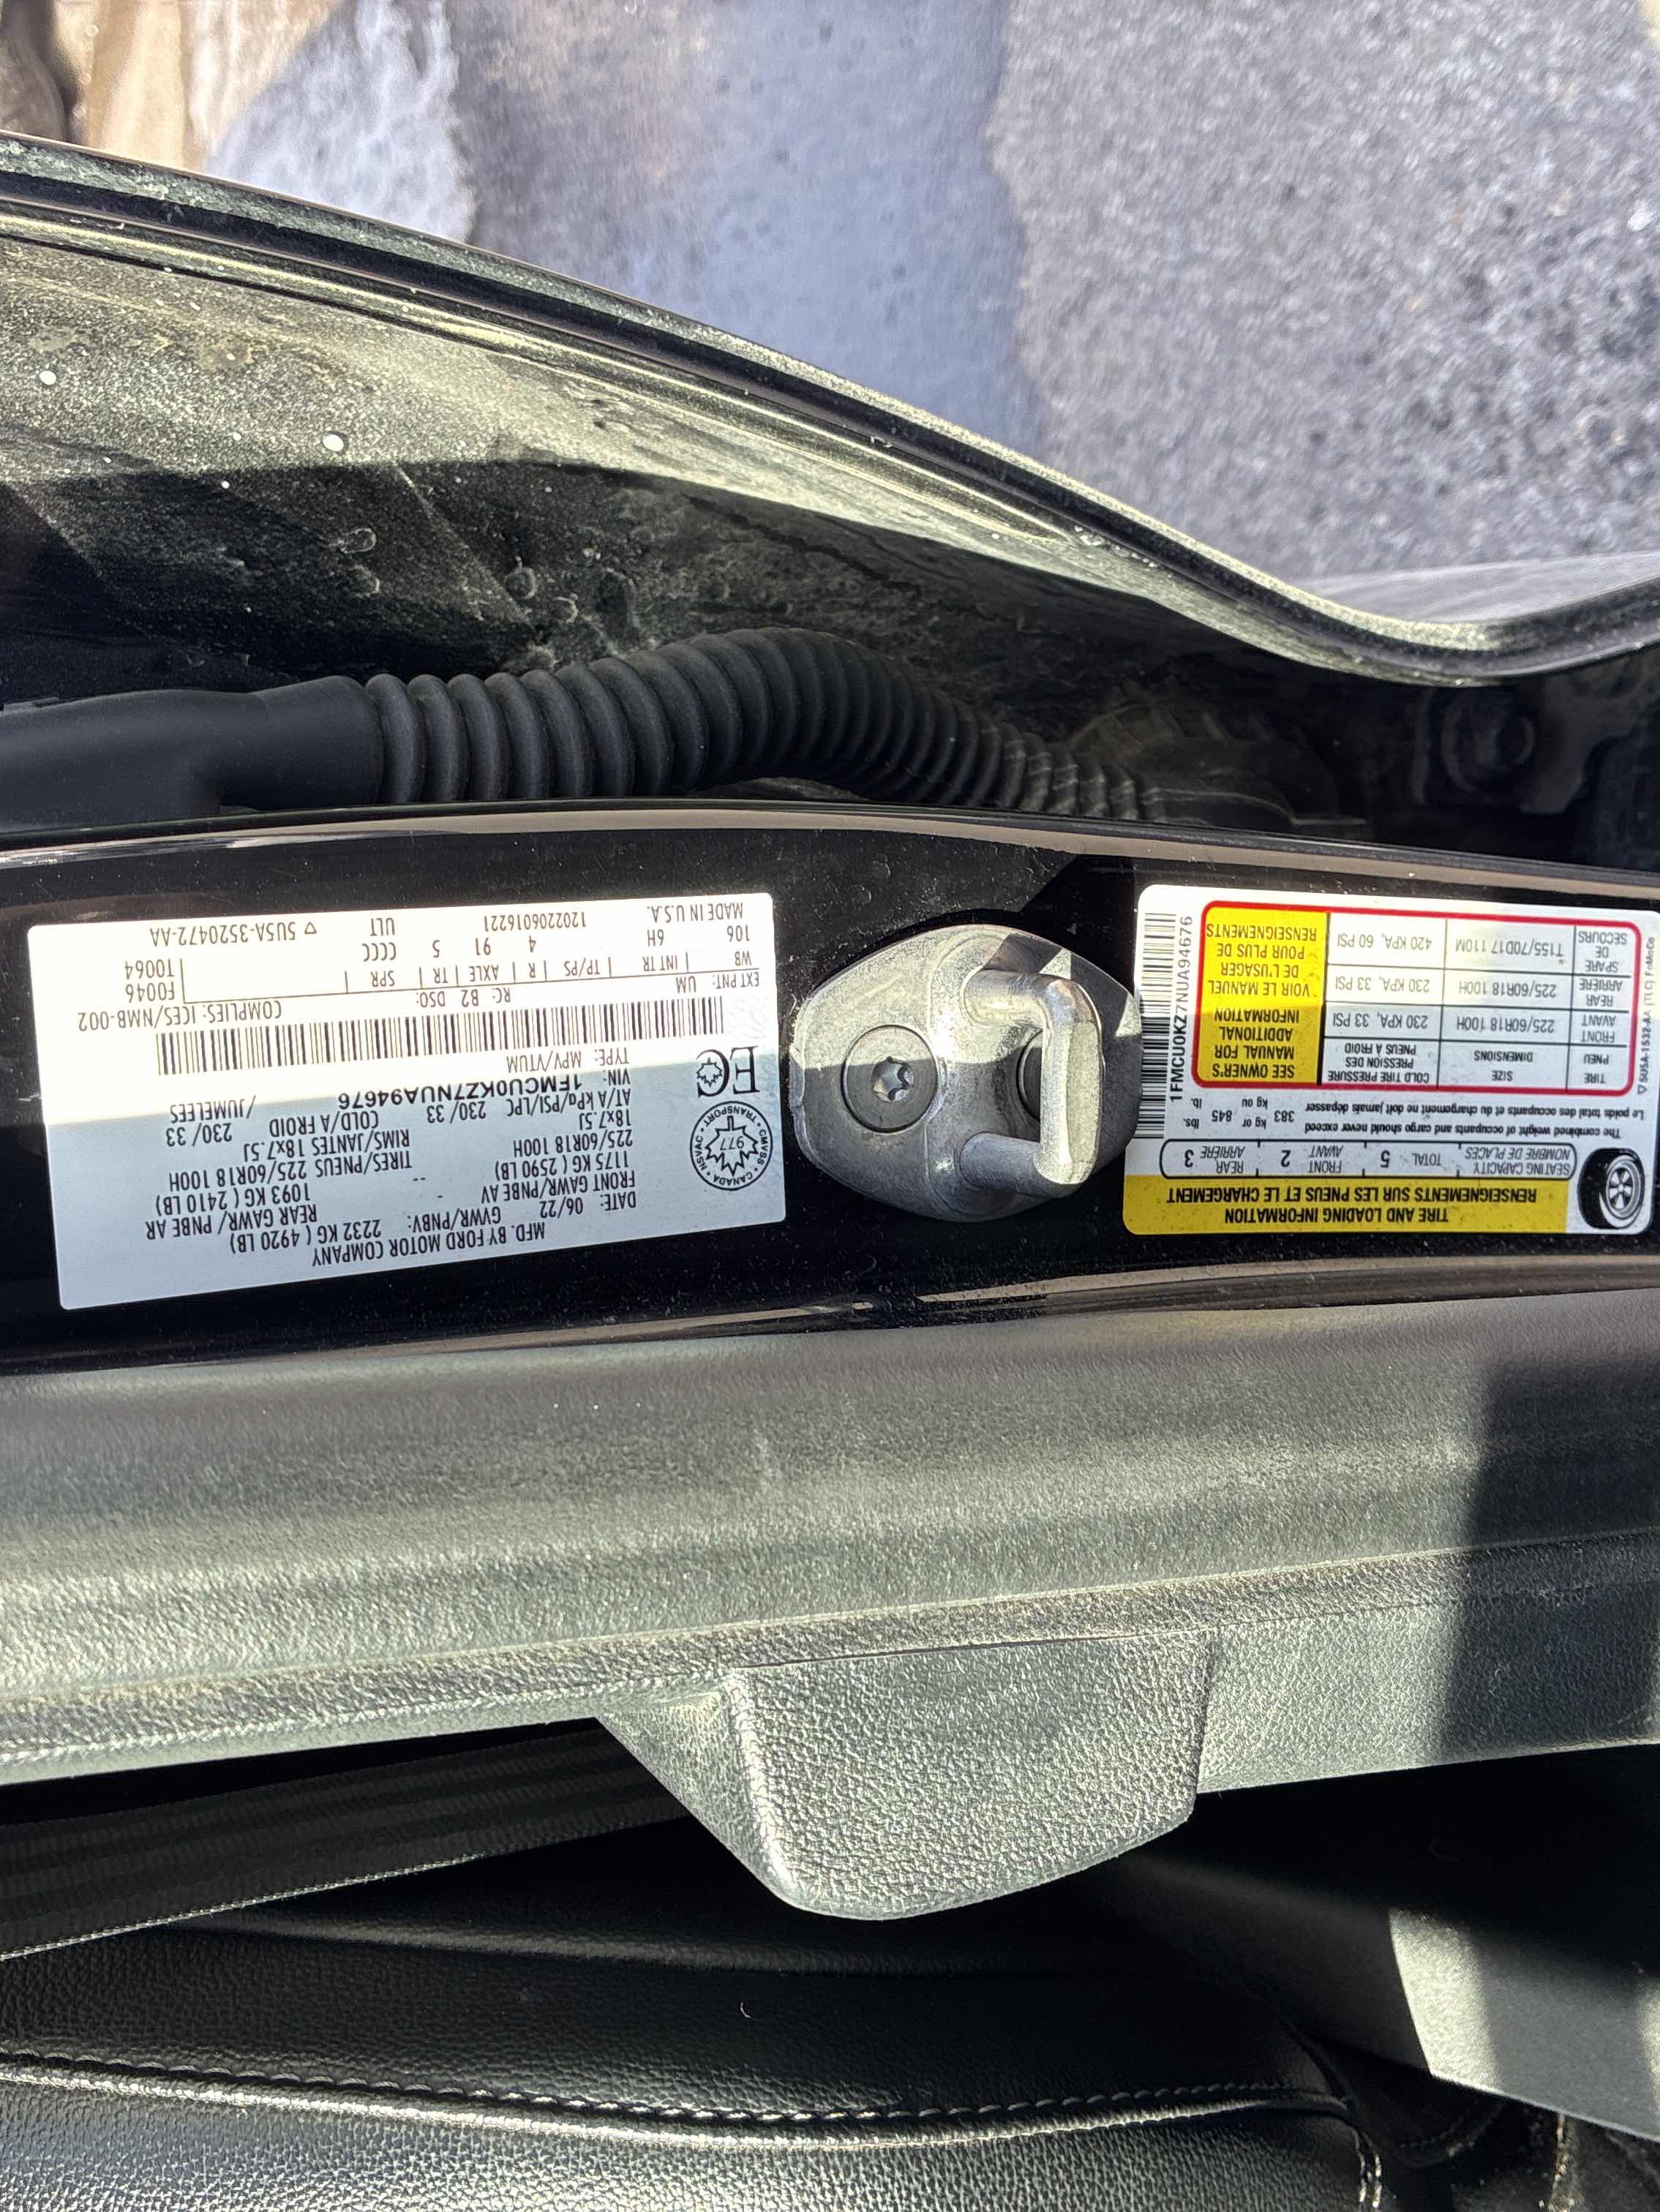 TIRE AND LOADING INFORMATION
RENSEIGNEMENTS SUR LES PNEUS ET LE CHARGEMENT
SEATING CAPACITY
NOMBRE DE PLACES
TOTAL 5
FRONT
AVANT 2
REAR
ARRIÈRE 3
The combined weight of occupants and cargo should never exceed
Le poids total des occupants et du chargement ne doit jamais dépasser
383 kg or kg ou 845 lbs. lb.
TIRE
PNEU
SIZE
DIMENSIONS
COLD TIRE PRESSURE
PRESSION DES
PNEUS À FROID
FRONT
AVANT
225/60R18 100H
230 KPA, 33 PSI
REAR
ARRIÈRE
225/60R18 100H
230 KPA, 33 PSI
SPARE
DE
SECOURS
T155/70D17 110M
420 KPA, 60 PSI
SEE OWNER'S
MANUAL FOR
ADDITIONAL
INFORMATION
VOIR LE MANUEL
DE L'USAGER
POUR PLUS DE
RENSEIGNEMENTS
1FMCU0KZ7NUA94676
▽ 5USA-1532-AA (TLC) FoMoCo
MFD. BY FORD MOTOR COMPANY
DATE: 06/22 GVWR/PNBV: 2232 KG ( 4920 LB)
FRONT GAWR/PNBE AV -- REAR GAWR/ PNBE AR
1175 KG ( 2590 LB) -- 1093 KG ( 2410 LB)
225/60R18 100H TIRES/PNEUS 225/60R18 100H
18x7.5J RIMS/JANTES 18X7.5J
AT/A kPa/PSI/LPC 230/ 33 COLD/A FROID 230/ 33
VIN: 1FMCU0KZ7NUA94676 /JUMELEES
TYPE: MPV/VTUM
CMVSS • TRANSPORT • CANADA • NSVAC
977
EC
EXT PNT: UM RC: B2 DSO: COMPLIES: ICES/NMB-002
WB | INT TR | TP/PS | R | AXLE | TR | SPR |
F0046
T0064
106 6H 4 91 5 CCCC
MADE IN U.S.A. 120220601622​1 ULT ▽ 5U5A-3520472-AA